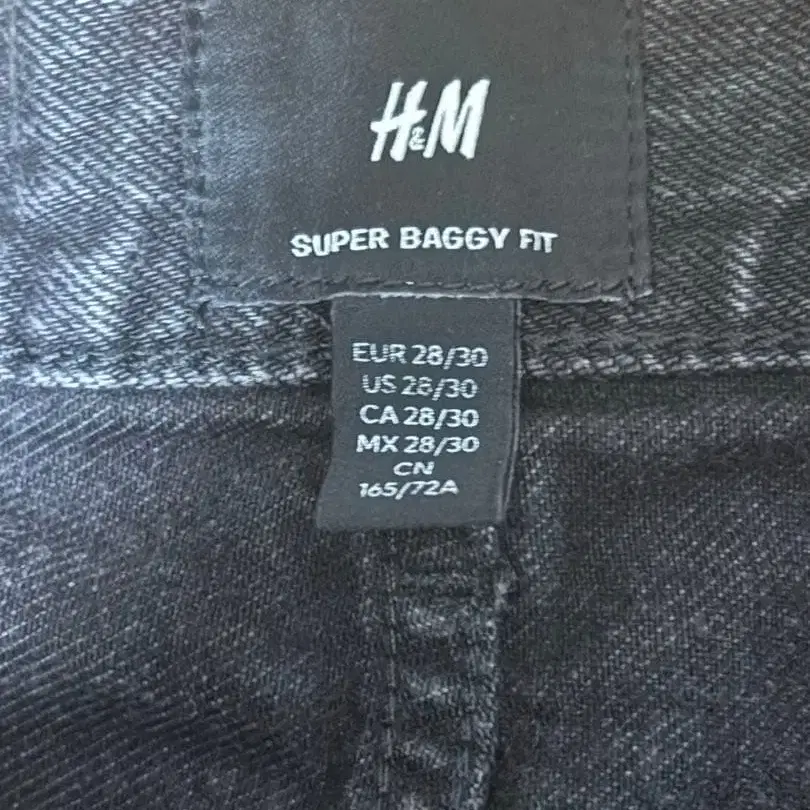 H&M
SUPER BAGGY FIT
EUR 28/30
US 28/30
CA 28/30
MX 28/30
CN
165/72A